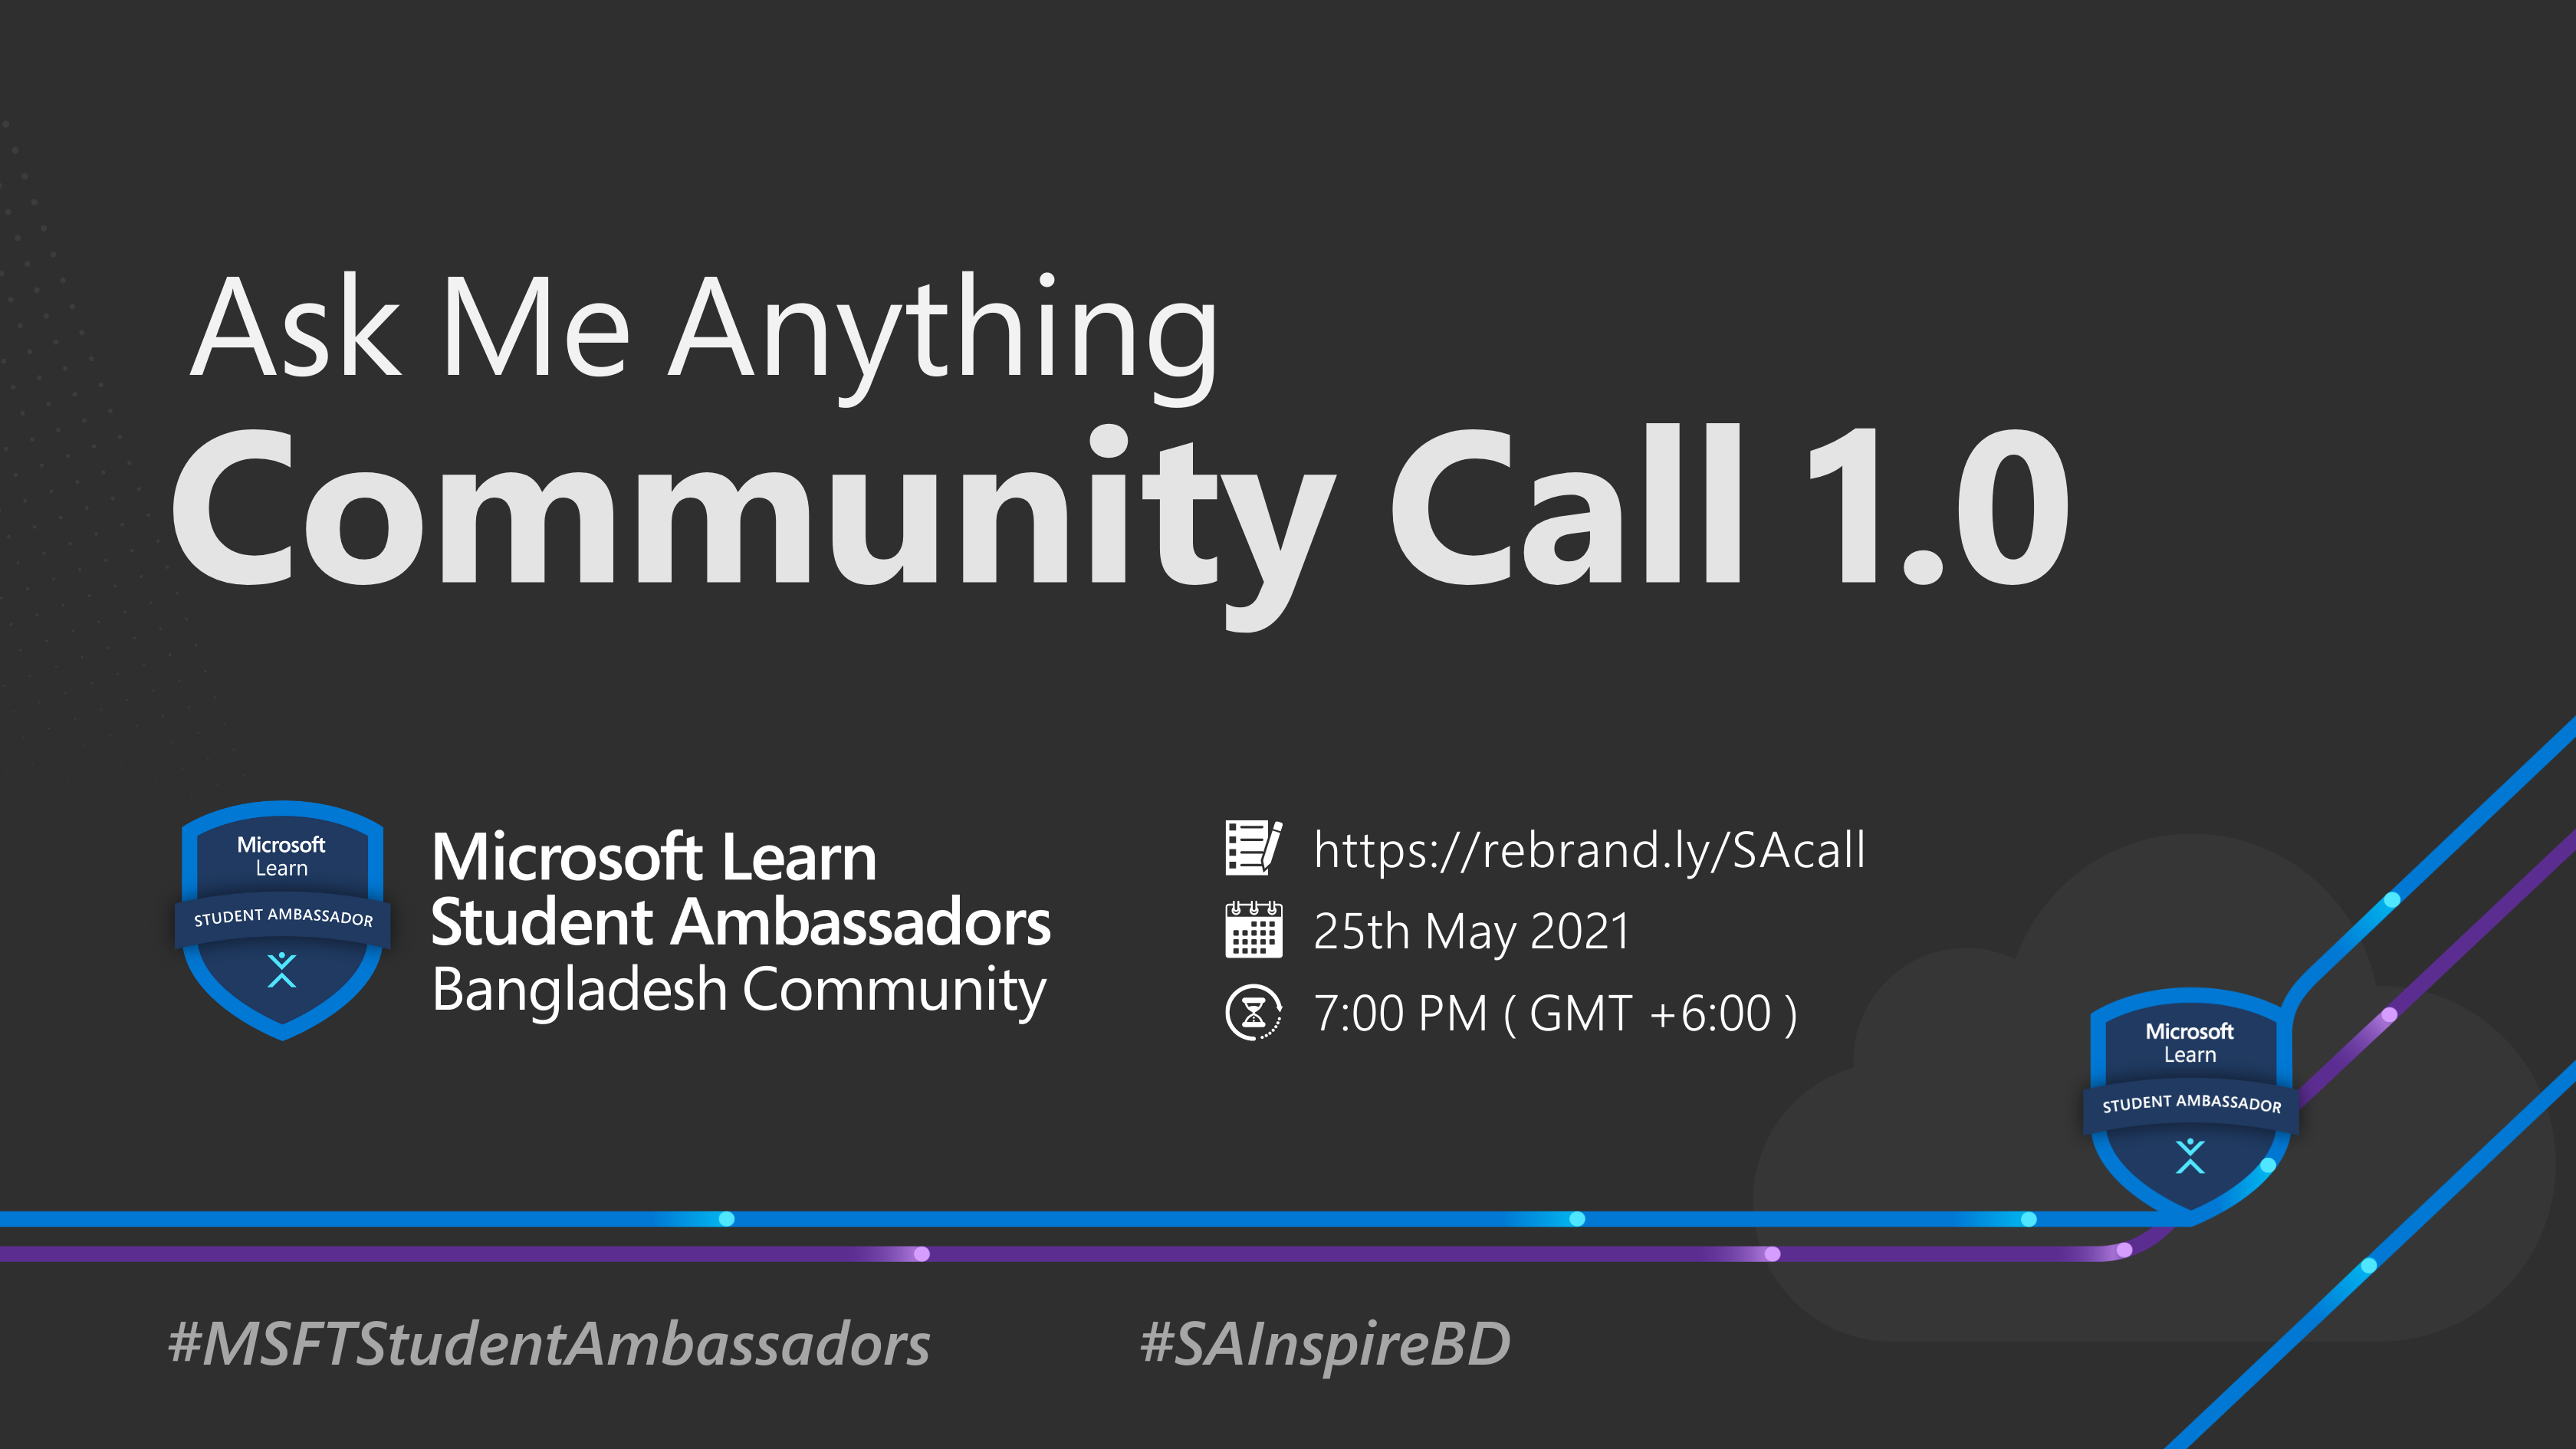 Ask Me Anything
Community Call 1.0
Microsoft
Learn
STUDENT AMBASSADOR
Microsoft Learn
Student Ambassadors
Bangladesh Community
https://rebrand.ly/SAcall
25th May 2021
7:00 PM ( GMT +6:00 )
Microsoft
Learn
STUDENT AMBASSADOR
#MSFTStudentAmbassadors
#SAInspireBD